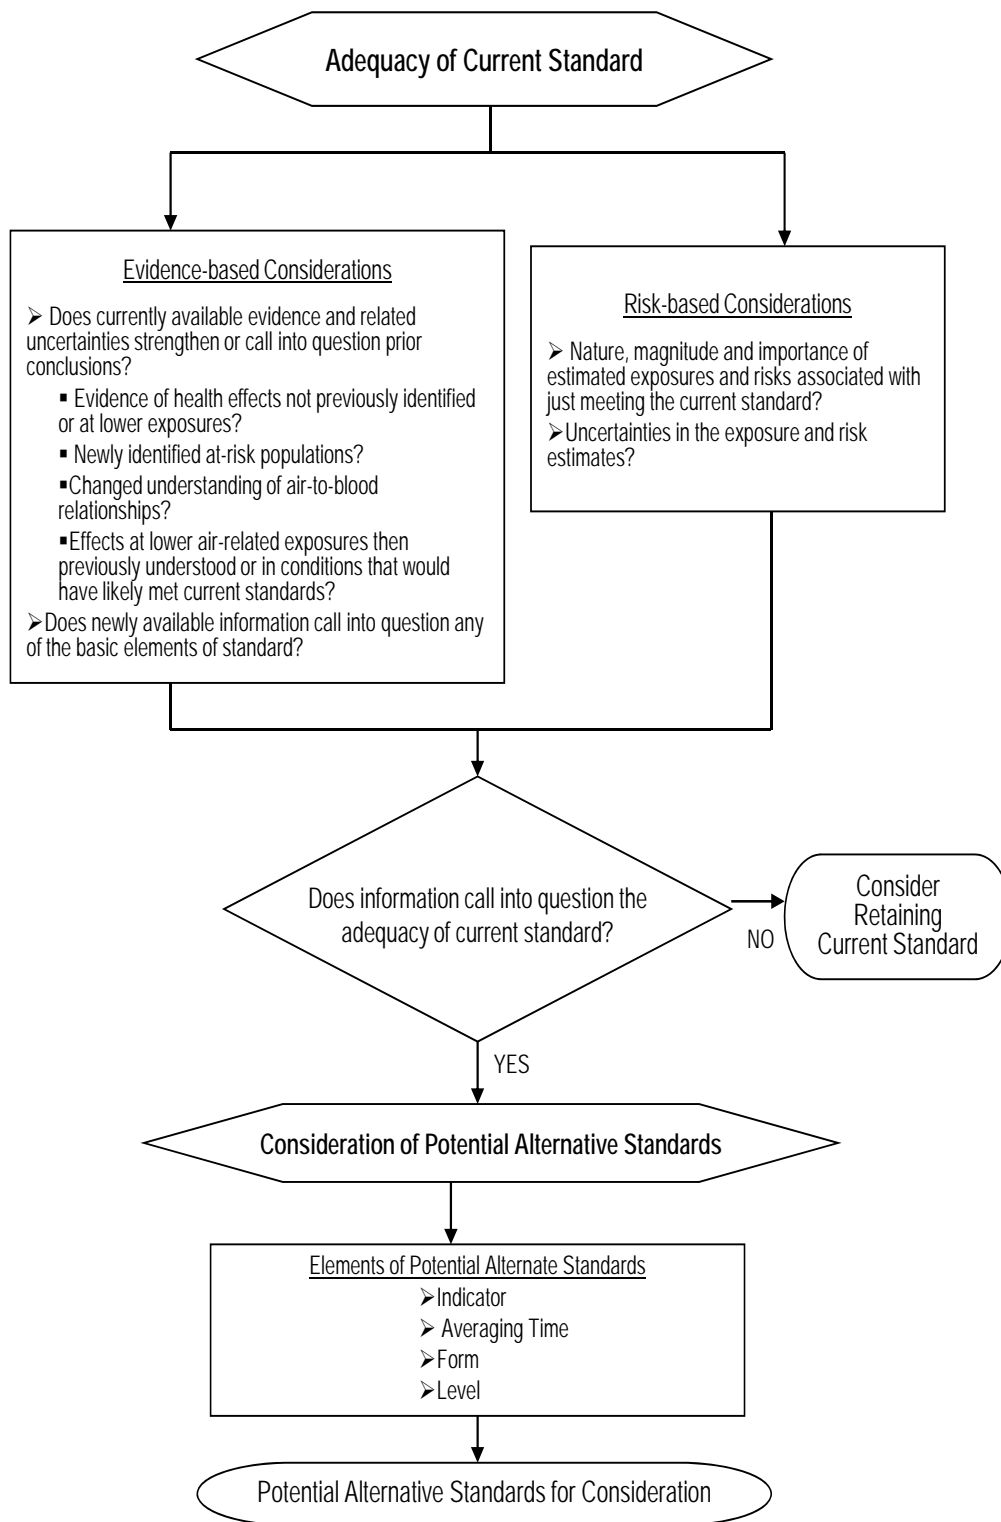 Adequacy of Current Standard
Evidence-based Considerations
➢ Does currently available evidence and related
uncertainties strengthen or call into question prior
conclusions?
▪ Evidence of health effects not previously identified
or at lower exposures?
▪ Newly identified at-risk populations?
▪Changed understanding of air-to-blood
relationships?
▪Effects at lower air-related exposures then
previously understood or in conditions that would
have likely met current standards?
➢Does newly available information call into question any
of the basic elements of standard?
Risk-based Considerations
➢ Nature, magnitude and importance of
estimated exposures and risks associated with
just meeting the current standard?
➢Uncertainties in the exposure and risk
estimates?
Does information call into question the
adequacy of current standard?
NO
Consider
Retaining
Current Standard
YES
Consideration of Potential Alternative Standards
Elements of Potential Alternate Standards
➢Indicator
➢ Averaging Time
➢Form
➢Level
Potential Alternative Standards for Consideration